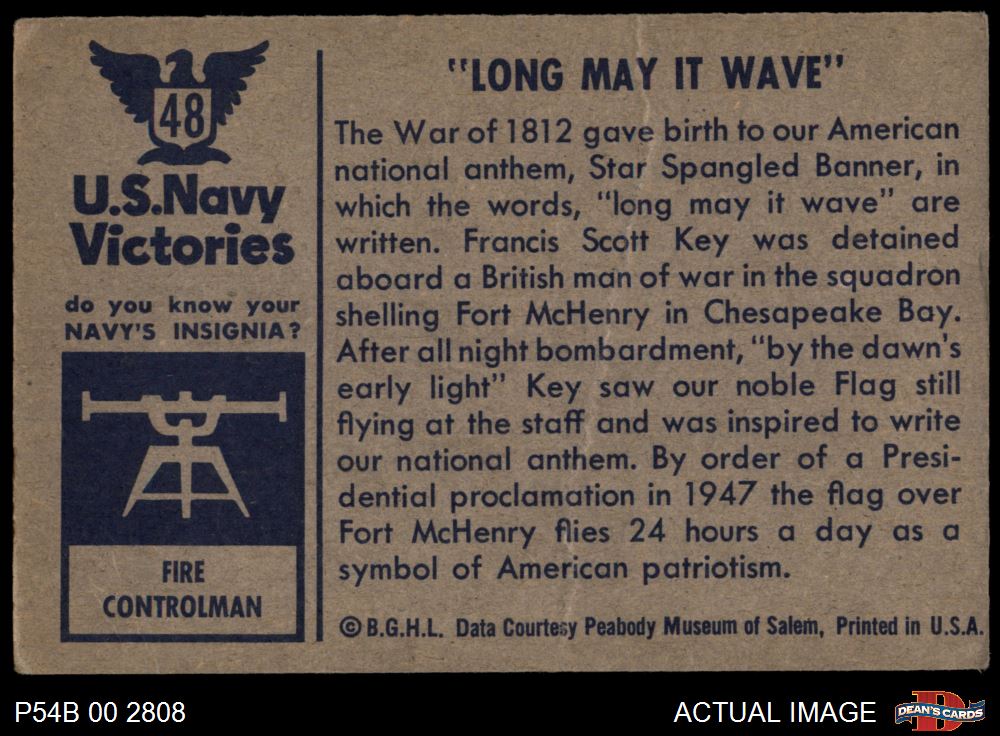 48
U.S.Navy
Victories
do you know your
NAVY'S INSIGNIA?
FIRE
CONTROLMAN
"LONG MAY IT WAVE"
The War of 1812 gave birth to our American
national anthem, Star Spangled Banner, in
which the words, "long may it wave" are
written. Francis Scott Key was detained
aboard a British man of war in the squadron
shelling Fort McHenry in Chesapeake Bay.
After all night bombardment, "by the dawn's
early light" Key saw our noble Flag still
flying at the staff and was inspired to write
our national anthem. By order of a Presi-
dential proclamation in 1947 the flag over
Fort McHenry flies 24 hours a day as a
symbol of American patriotism.
© B.G.H.L. Data Courtesy Peabody Museum of Salem, Printed in U.S.A.
P54B 00 2808
ACTUAL IMAGE
D
DEAN'S CARDS